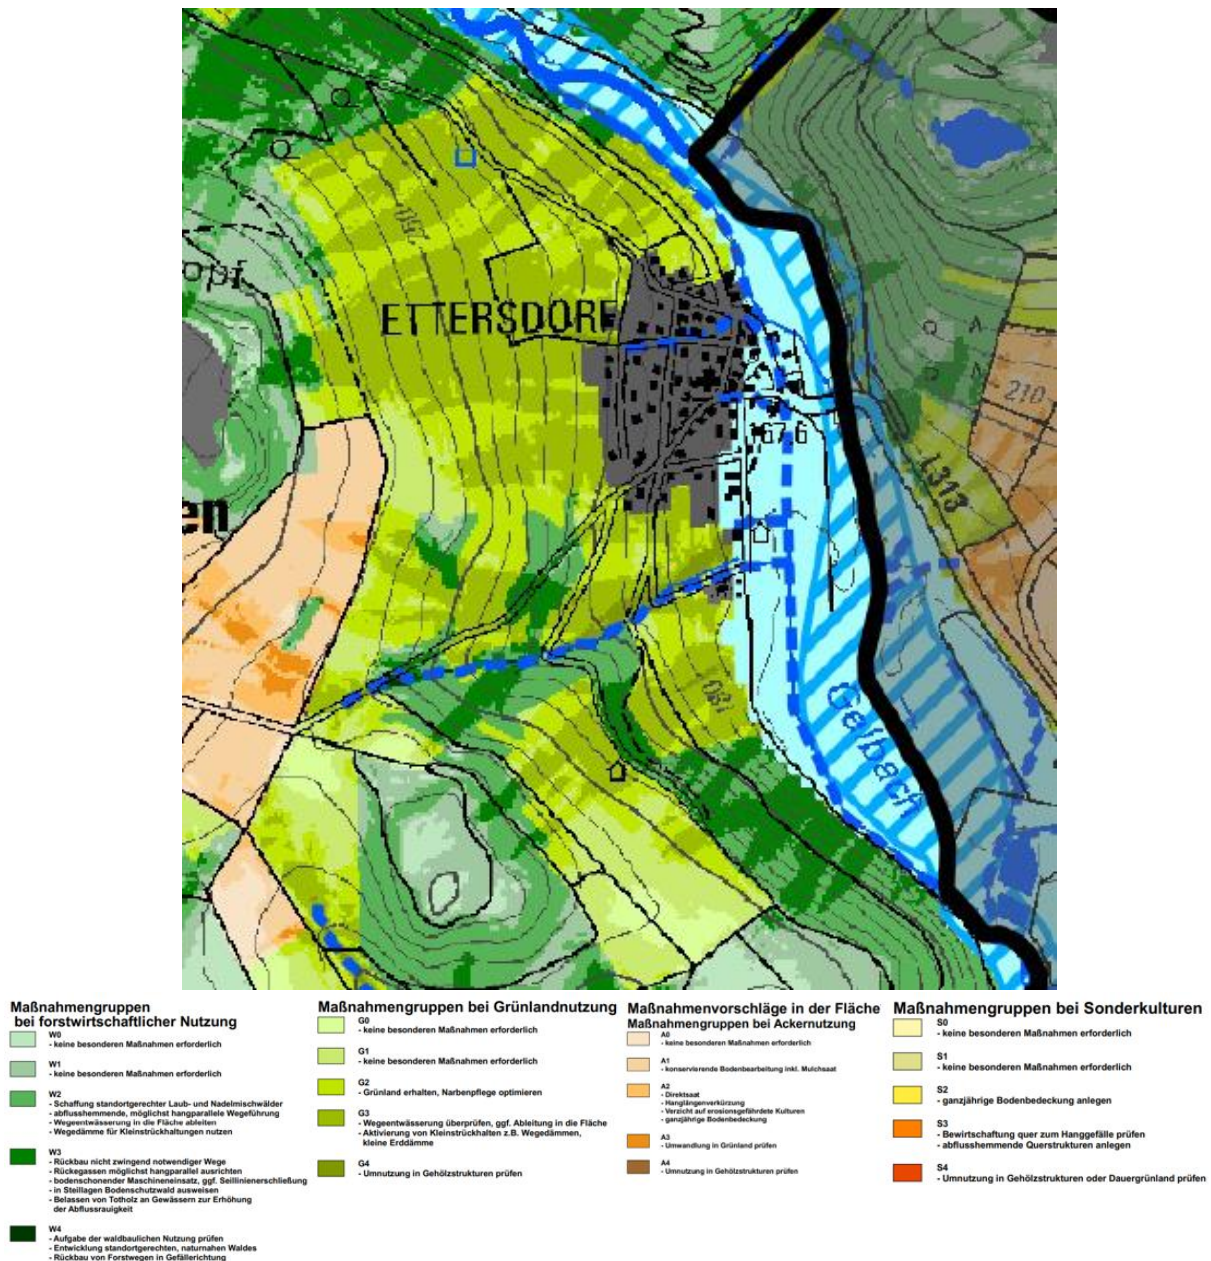 opf
350
ETTERSDORF
210
167,6
L313
en
180
Gelbach
Maßnahmengruppen
bei forstwirtschaftlicher Nutzung
W0
- keine besonderen Maßnahmen erforderlich
W1
- keine besonderen Maßnahmen erforderlich
W2
- Schaffung standortgerechter Laub- und Nadelmischwälder
- abflusshemmende, möglichst hangparallele Wegeführung
- Wegeentwässerung in die Fläche ableiten
- Wegedämme für Kleinstrückhaltungen nutzen
W3
- Rückbau nicht zwingend notwendiger Wege
- Rückegassen möglichst hangparallel ausrichten
- bodenschonender Maschineneinsatz, ggf. Seillinienerschließung
- in Steillagen Bodenschutzwald ausweisen
- Belassen von Totholz an Gewässern zur Erhöhung
der Abflussrauigkeit
W4
- Aufgabe der waldbaulichen Nutzung prüfen
- Entwicklung standortgerechten, naturnahen Waldes
- Rückbau von Forstwegen in Gefällerichtung
Maßnahmengruppen bei Grünlandnutzung
G0
- keine besonderen Maßnahmen erforderlich
G1
- keine besonderen Maßnahmen erforderlich
G2
- Grünland erhalten, Narbenpflege optimieren
G3
- Wegeentwässerung überprüfen, ggf. Ableitung in die Fläche
- Aktivierung von Kleinstrückhalten z.B. Wegedämmen,
kleine Erddämme
G4
- Umnutzung in Gehölzstrukturen prüfen
Maßnahmenvorschläge in der Fläche
Maßnahmengruppen bei Ackernutzung
A0
- keine besonderen Maßnahmen erforderlich
A1
- konservierende Bodenbearbeitung inkl. Mulchsaat
A2
- Direktsaat
- Hanglängenverkürzung
- Verzicht auf erosionsgefährdete Kulturen
- ganzjährige Bodenbedeckung
A3
- Umwandlung in Grünland prüfen
A4
- Umnutzung in Gehölzstrukturen prüfen
Maßnahmengruppen bei Sonderkulturen
S0
- keine besonderen Maßnahmen erforderlich
S1
- keine besonderen Maßnahmen erforderlich
S2
- ganzjährige Bodenbedeckung anlegen
S3
- Bewirtschaftung quer zum Hanggefälle prüfen
- abflusshemmende Querstrukturen anlegen
S4
- Umnutzung in Gehölzstrukturen oder Dauergrünland prüfen